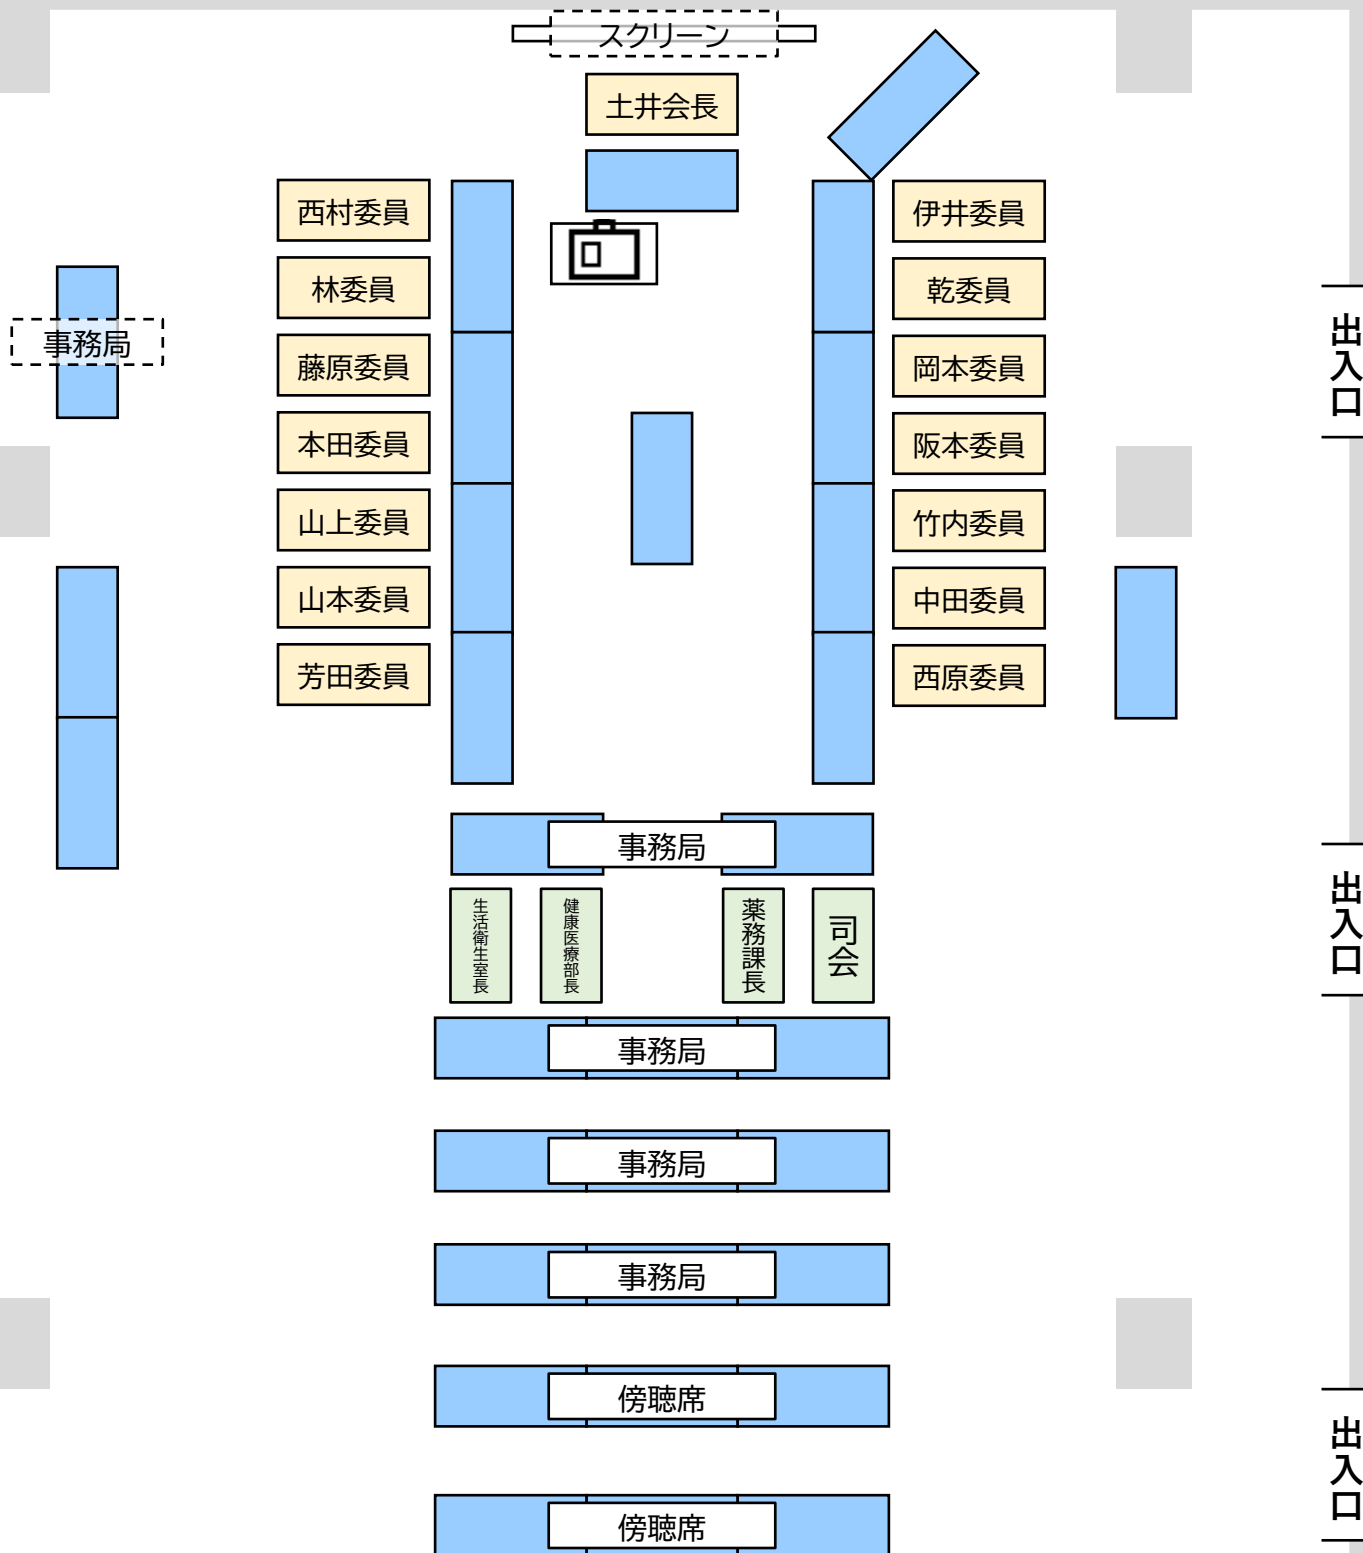 スクリーン
土井会長
西村委員
伊井委員
林委員
乾委員
事務局
藤原委員
岡本委員
出入口
本田委員
阪本委員
山上委員
竹内委員
山本委員
中田委員
芳田委員
西原委員
事務局
生活衛生室長
健康医療部長
薬務課長
司会
出入口
事務局
事務局
事務局
傍聴席
出入口
傍聴席